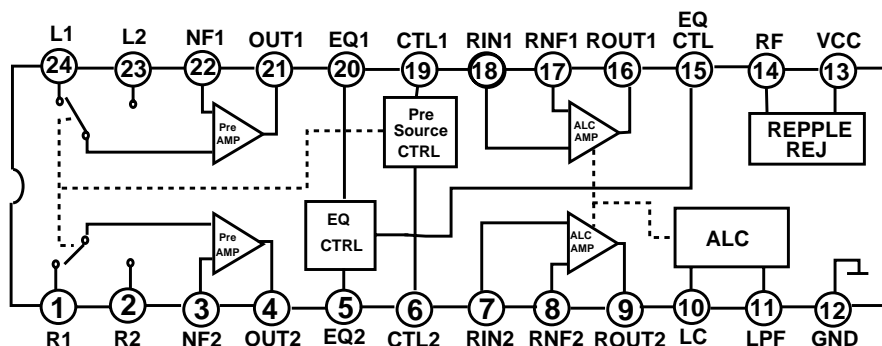 L1 L2 NF1 OUT1 EQ1 CTL1 RIN1 RNF1 ROUT1 EQ CTL RF VCC
24 23 22 21 20 19 18 17 16 15 14 13
Pre AMP
Pre Source CTRL
ALC AMP
REPPLE REJ
Pre AMP
EQ CTRL
ALC AMP
ALC
1 2 3 4 5 6 7 8 9 10 11 12
R1 R2 NF2 OUT2 EQ2 CTL2 RIN2 RNF2 ROUT2 LC LPF GND